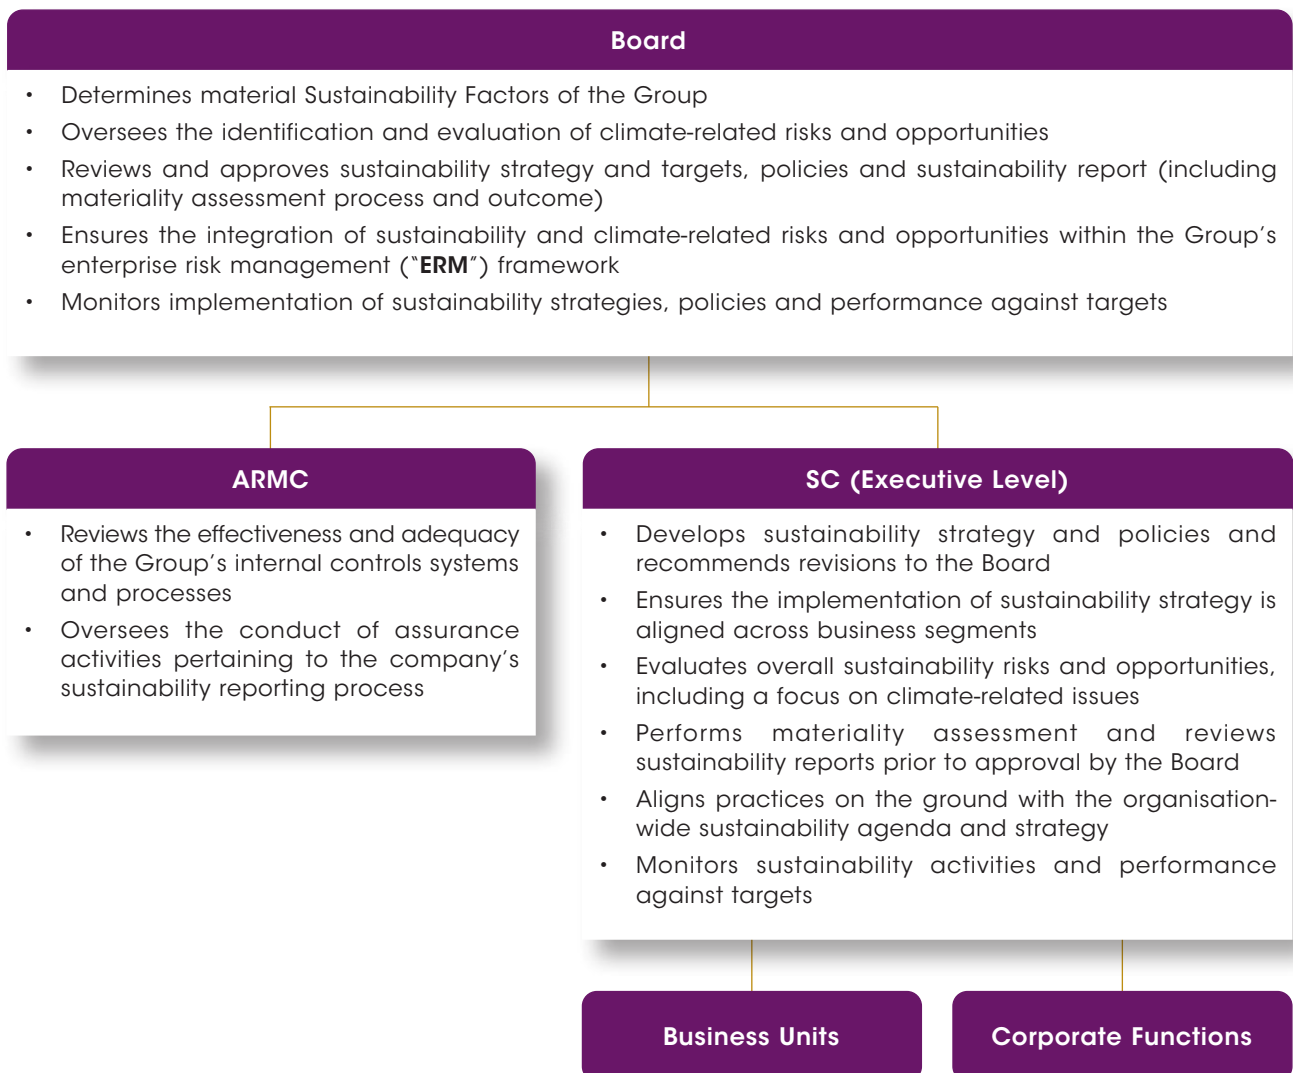 Board
• Determines material Sustainability Factors of the Group
• Oversees the identification and evaluation of climate-related risks and opportunities
• Reviews and approves sustainability strategy and targets, policies and sustainability report (including
materiality assessment process and outcome)
• Ensures the integration of sustainability and climate-related risks and opportunities within the Group's
enterprise risk management (“ERM”) framework
• Monitors implementation of sustainability strategies, policies and performance against targets
ARMC
• Reviews the effectiveness and adequacy
of the Group's internal controls systems
and processes
• Oversees the conduct of assurance
activities pertaining to the company's
sustainability reporting process
SC (Executive Level)
• Develops sustainability strategy and policies and
recommends revisions to the Board
• Ensures the implementation of sustainability strategy is
aligned across business segments
• Evaluates overall sustainability risks and opportunities,
including a focus on climate-related issues
• Performs materiality assessment and reviews
sustainability reports prior to approval by the Board
• Aligns practices on the ground with the organisation-
wide sustainability agenda and strategy
• Monitors sustainability activities and performance
against targets
Business Units
Corporate Functions